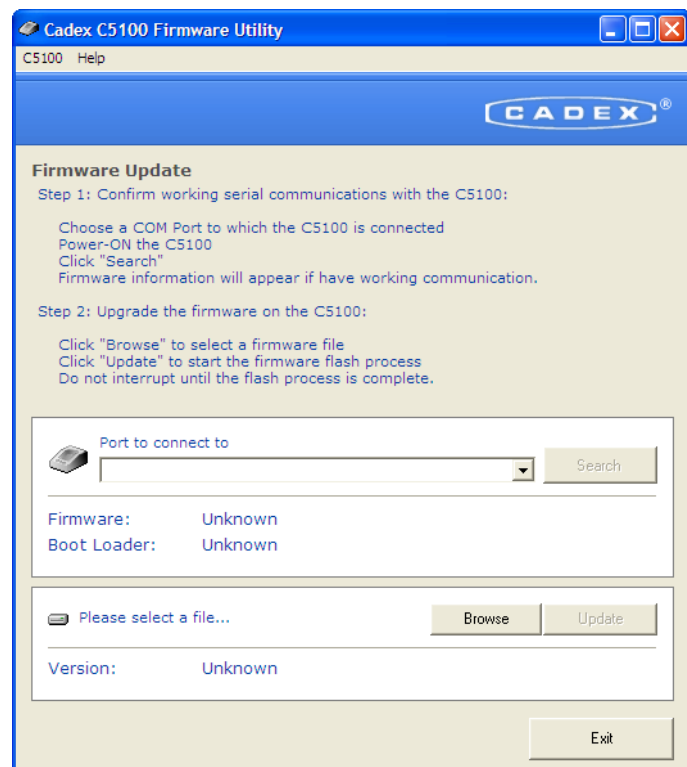 Cadex C5100 Firmware Utility
C5100 Help
CADEX®
Firmware Update
Step 1: Confirm working serial communications with the C5100:
Choose a COM Port to which the C5100 is connected
Power-ON the C5100
Click "Search"
Firmware information will appear if have working communication.
Step 2: Upgrade the firmware on the C5100:
Click "Browse" to select a firmware file
Click "Update" to start the firmware flash process
Do not interrupt until the flash process is complete.
Port to connect to
Search
Firmware: Unknown
Boot Loader: Unknown
Please select a file... Browse Update
Version: Unknown
Exit